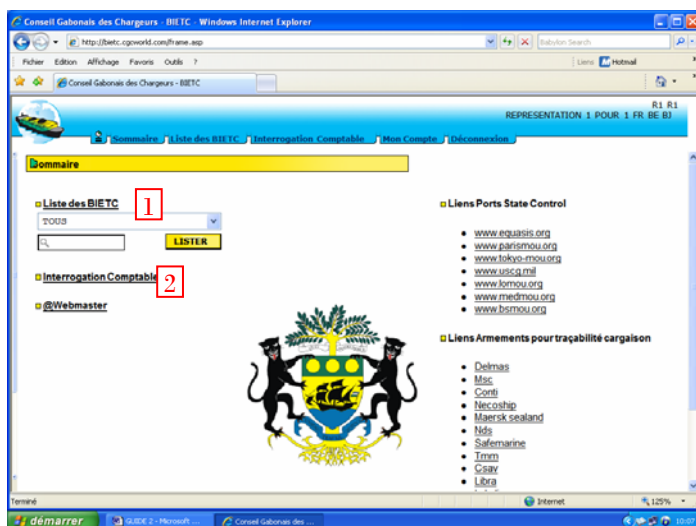 Conseil Gabonais des Chargeurs - BIETC - Windows Internet Explorer
http://bietc.cgcworld.com/frame.asp
Babylon Search
Fichier Edition Affichage Favoris Outils ?
Liens Hotmail
Conseil Gabonais des Chargeurs - BIETC
R1 R1
REPRESENTATION 1 POUR 1 FR BE BJ
Sommaire Liste des BIETC Interrogation Comptable Mon Compte Déconnexion
Sommaire
Liste des BIETC
1
TOUS
LISTER
Interrogation Comptable
2
@Webmaster
Liens Ports State Control
www.equasis.org
www.parismou.org
www.tokyo-mou.org
www.uscg.mil
www.iomou.org
www.medmou.org
www.bsmou.org
Liens Armements pour traçabilité cargaison
Delmas
Msc
Conti
Necoship
Maersk sealand
Nds
Safemarine
Tmm
Csav
Libra
Terminé
Internet
125%
démarrer
GUIDE 2 - Microsoft ...
Conseil Gabonais des ...
10:07